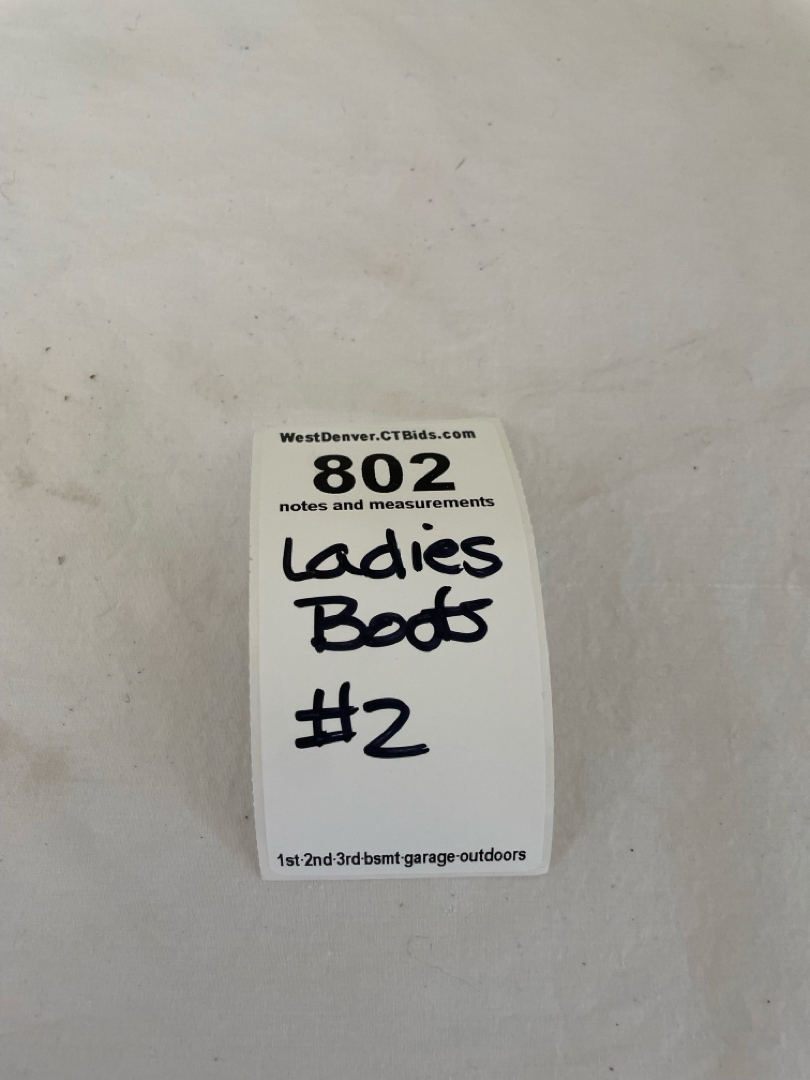 WestDenver.CTBids.com
802
notes and measurements
Ladies
Boots
#2
1st-2nd-3rd-bsmt-garage-outdoors